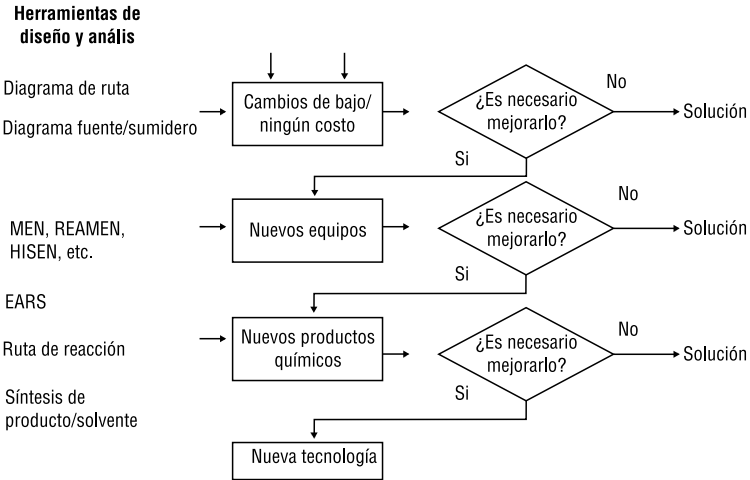 Herramientas de
diseño y anális
Diagrama de ruta
Diagrama fuente/sumidero
Cambios de bajo/
ningún costo
¿Es necesario
mejorarlo?
No
Solución
Si
MEN, REAMEN,
HISEN, etc.
Nuevos equipos
¿Es necesario
mejorarlo?
No
Solución
Si
EARS
Ruta de reacción
Síntesis de
producto/solvente
Nuevos productos
químicos
¿Es necesario
mejorarlo?
No
Solución
Si
Nueva tecnología